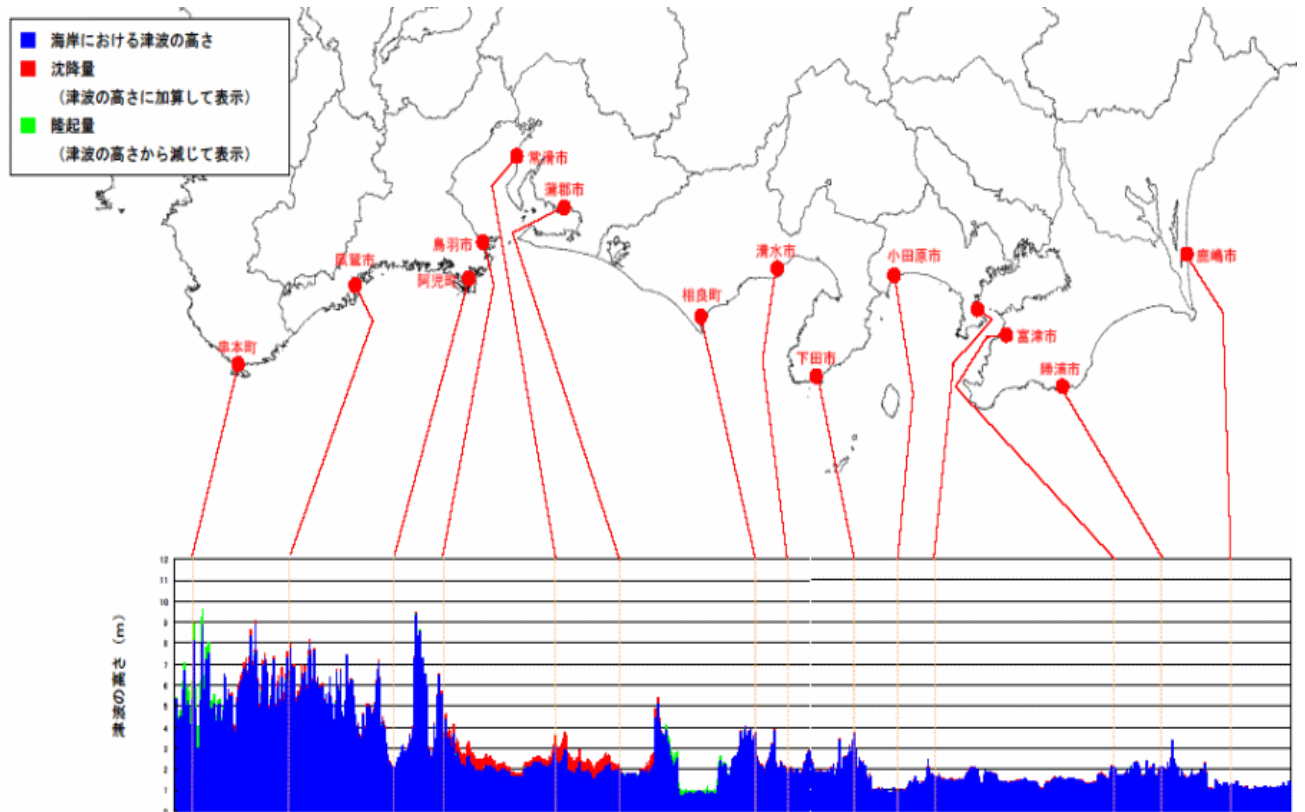 海岸における津波の高さ
沈降量
(津波の高さに加算して表示)
隆起量
(津波の高さから減じて表示)
常滑市
蒲郡市
鳥羽市
尾鷲市
阿児町
串本町
清水市
相良町
下田市
小田原市
富津市
勝浦市
鹿嶋市
津波の高さ (m)
12
11
10
9
8
7
6
5
4
3
2
1
0